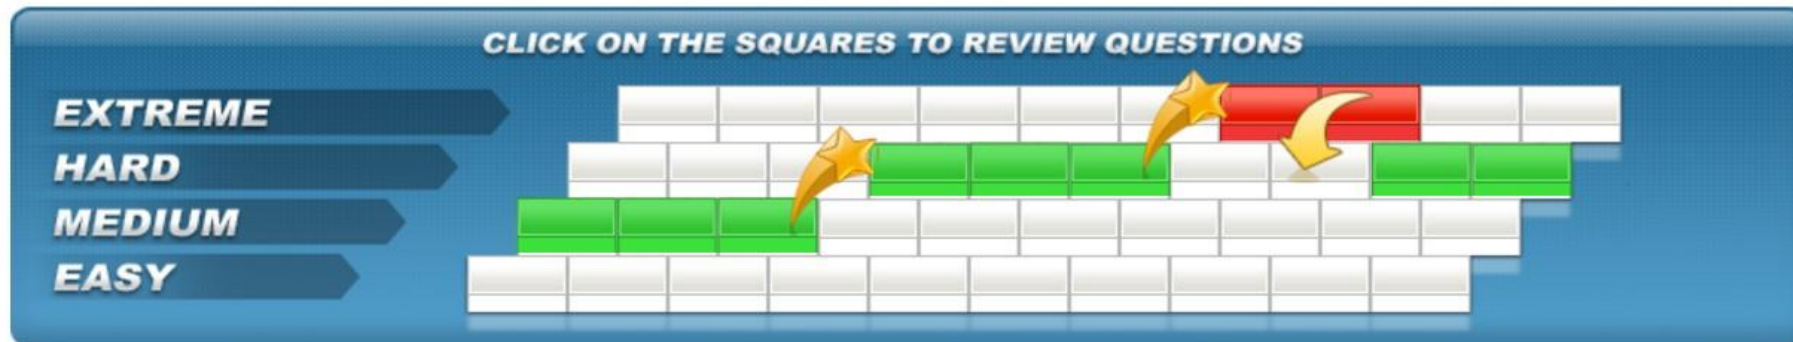 CLICK ON THE SQUARES TO REVIEW QUESTIONS
EXTREME
HARD
MEDIUM
EASY